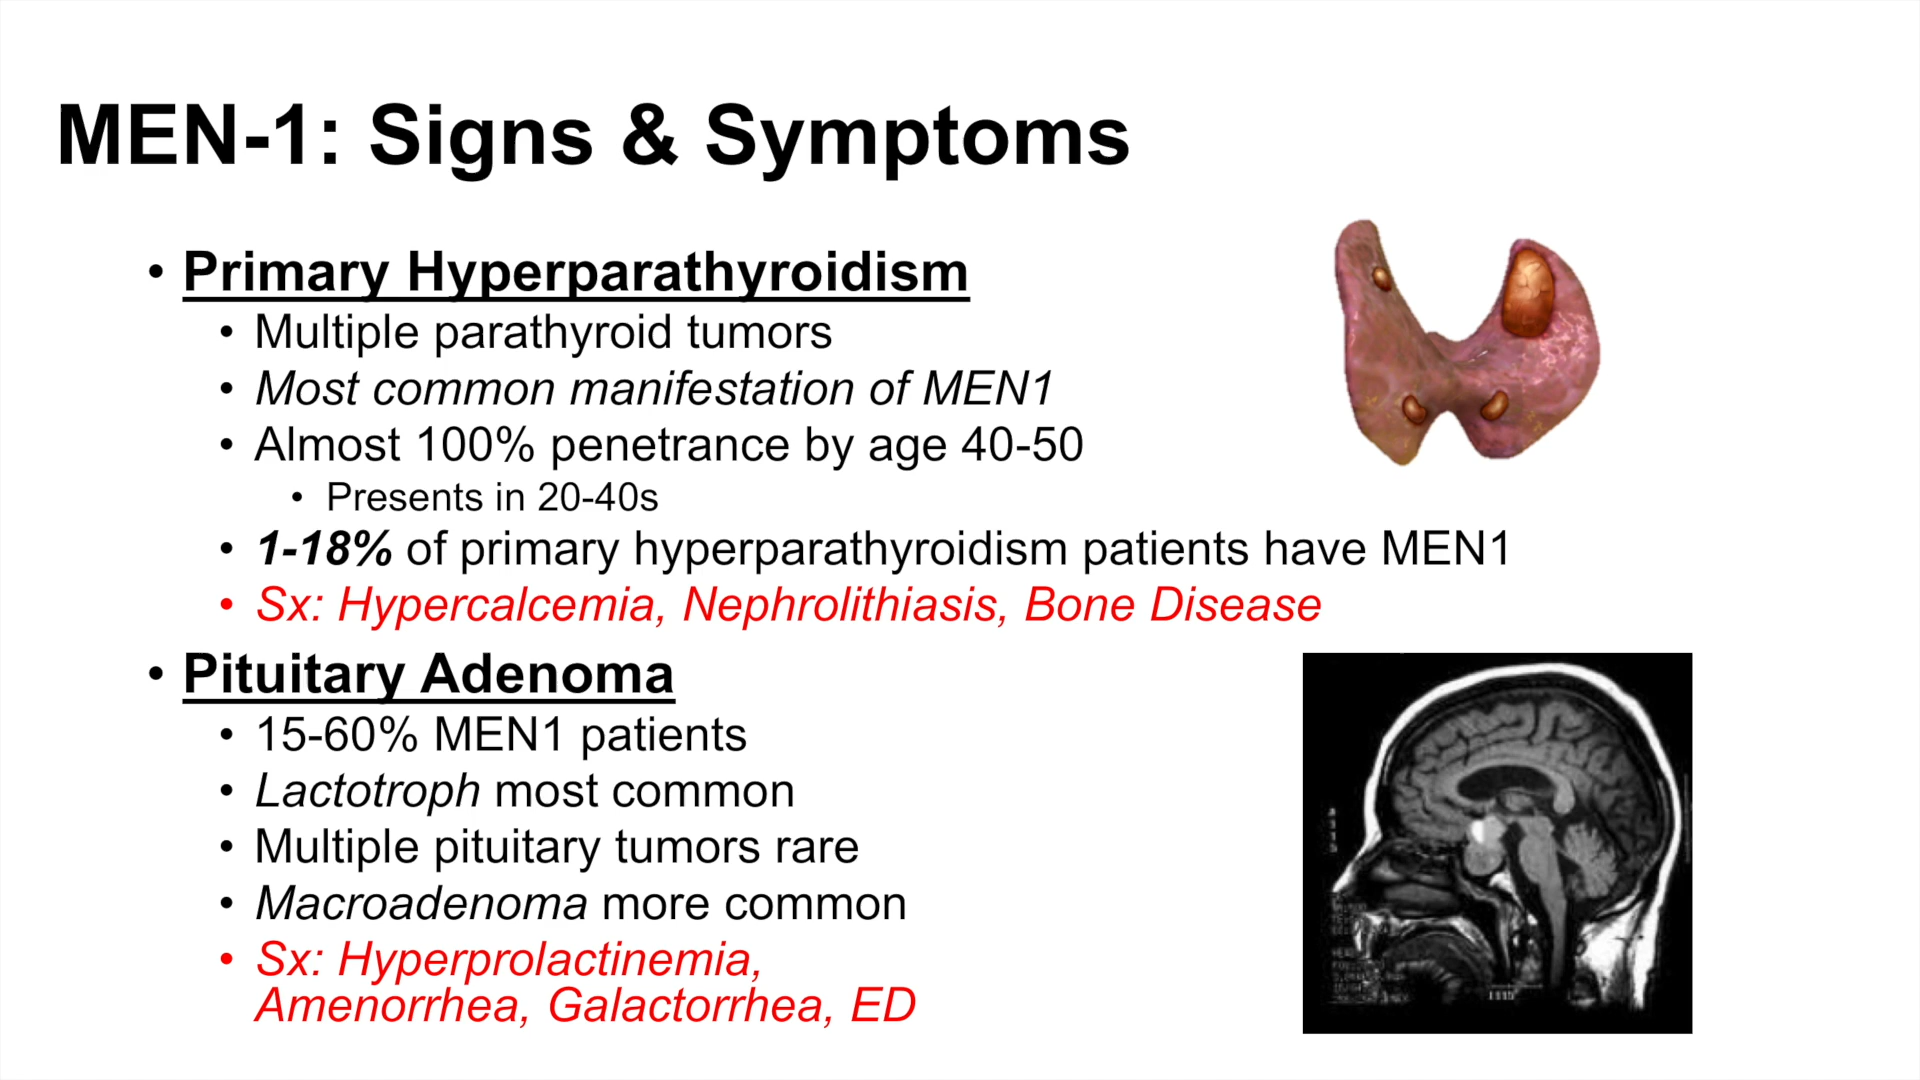 MEN-1: Signs & Symptoms
• Primary Hyperparathyroidism
• Multiple parathyroid tumors
• Most common manifestation of MEN1
• Almost 100% penetrance by age 40-50
• Presents in 20-40s
• 1-18% of primary hyperparathyroidism patients have MEN1
• Sx: Hypercalcemia, Nephrolithiasis, Bone Disease
• Pituitary Adenoma
• 15-60% MEN1 patients
• Lactotroph most common
• Multiple pituitary tumors rare
• Macroadenoma more common
• Sx: Hyperprolactinemia,
Amenorrhea, Galactorrhea, ED